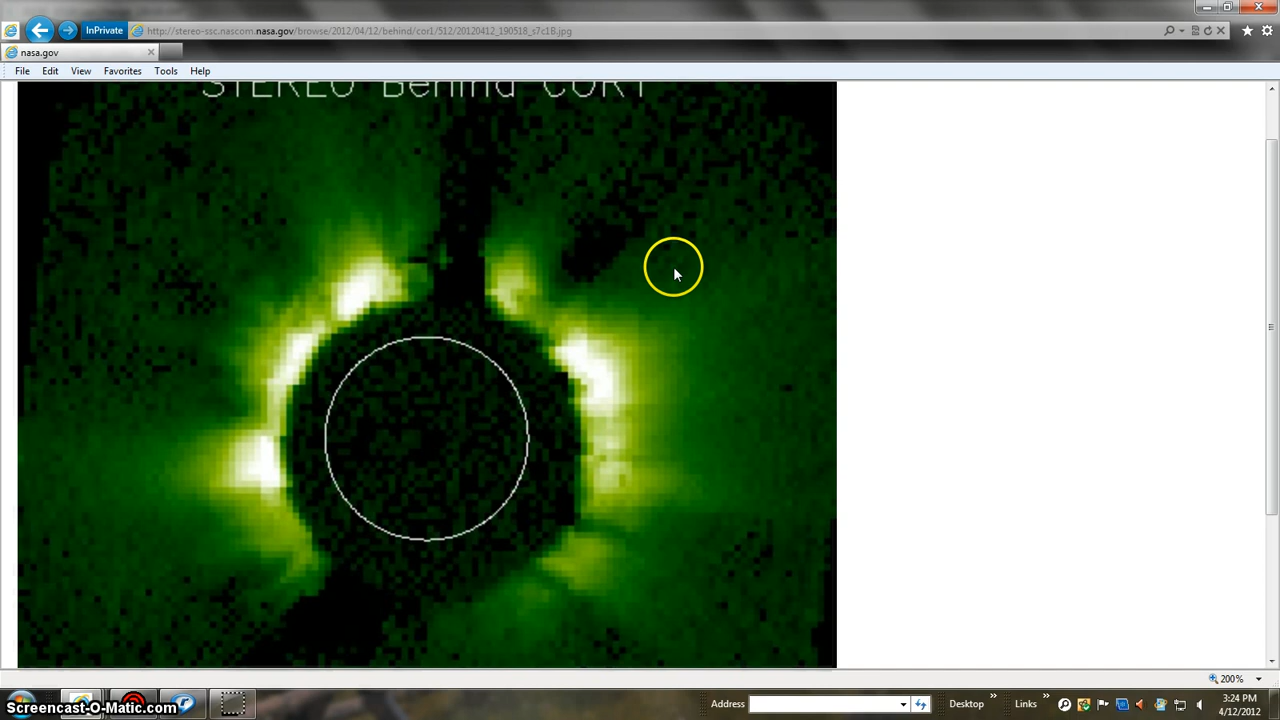 InPrivate
http://stereo-ssc.nascom.nasa.gov/browse/2012/04/12/behind/cor1/512/20120412_190518_s7c1B.jpg
nasa.gov
File Edit View Favorites Tools Help
STEREO Behind COR1
200%
Screencast-O-Matic.com
Address
Desktop
Links
3:24 PM
4/12/2012